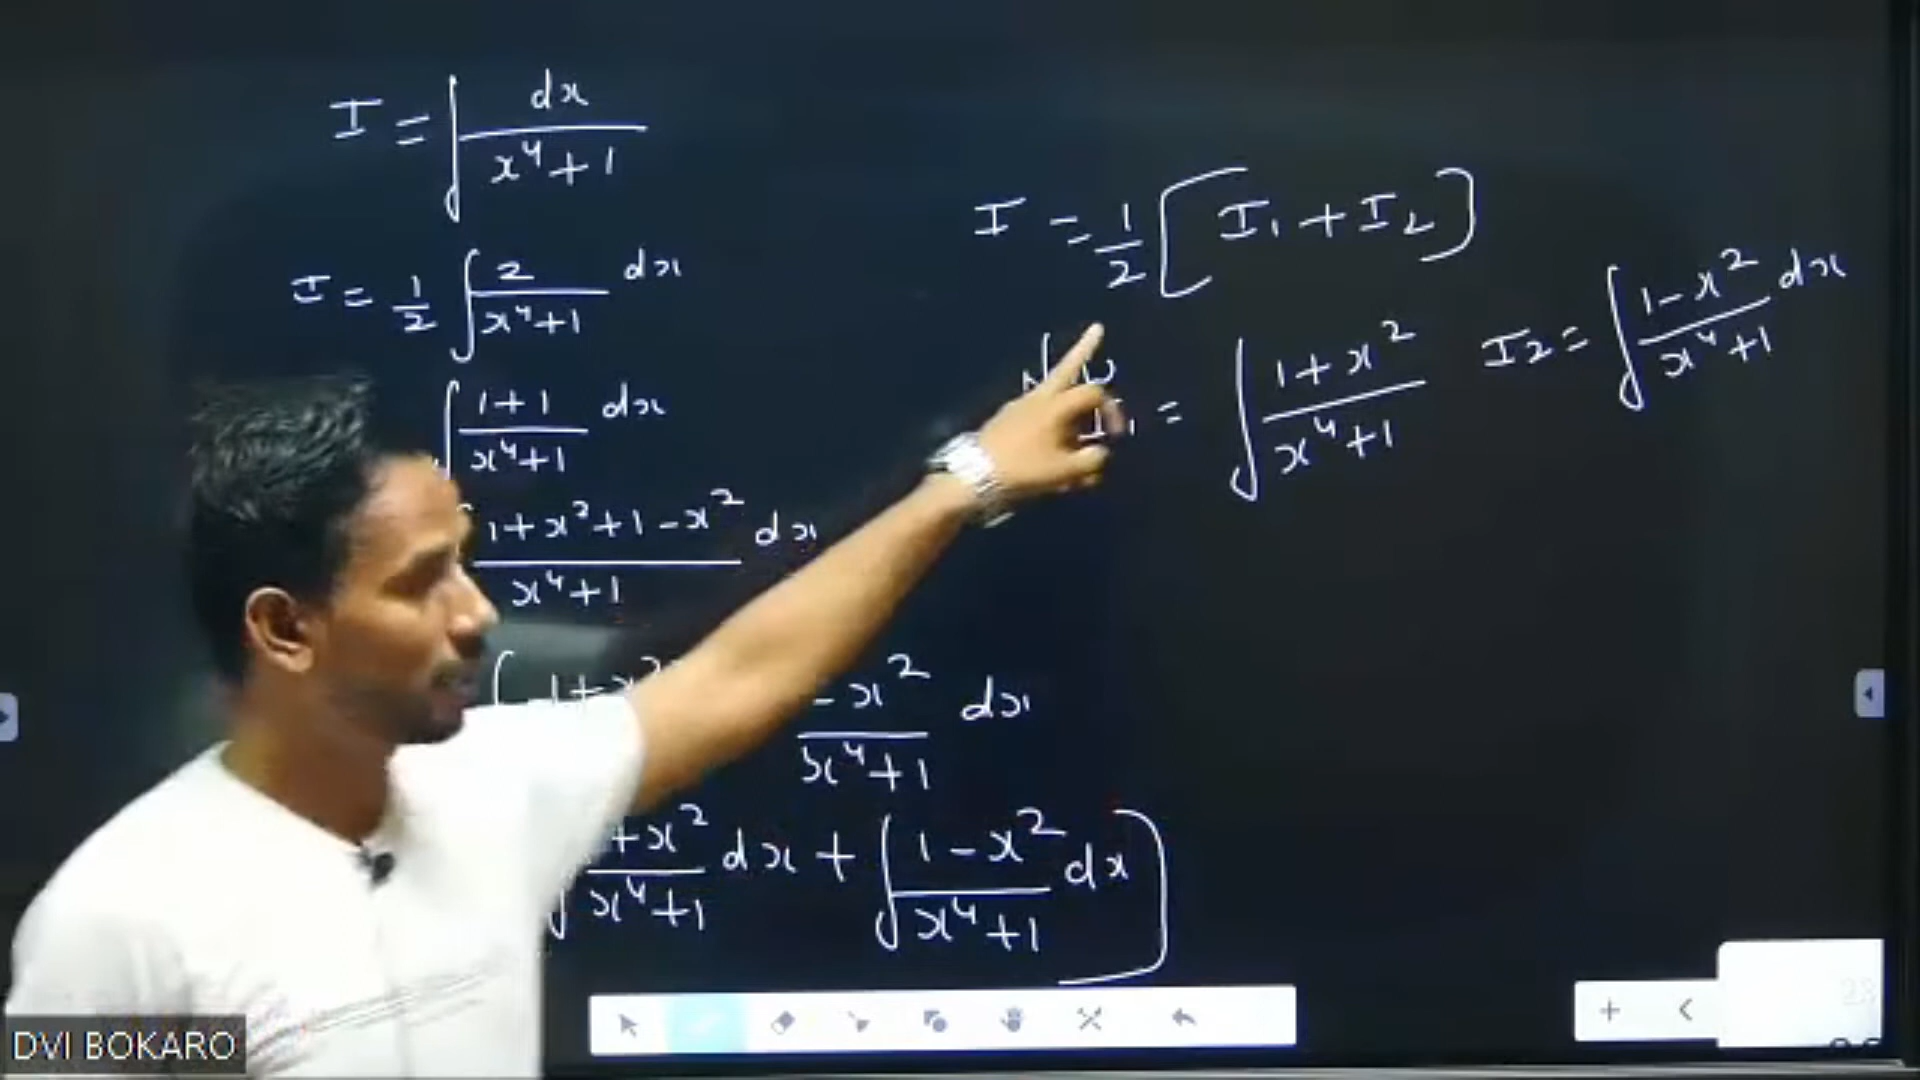 I = ∫ dx / x⁴+1
I = 1/2 ∫ 2 / x⁴+1 dx
∫ 1+1 / x⁴+1 dx
1+x²+1-x² / x⁴+1 dx
∫ 1+x² -x² / x⁴+1 dx
+x² / x⁴+1 dx + ∫ 1-x² / x⁴+1 dx ]
I = 1/2 [ I₁ + I₂ ]
I₁ = ∫ 1+x² / x⁴+1
I₂ = ∫ 1-x² / x⁴+1 dx
DVI BOKARO